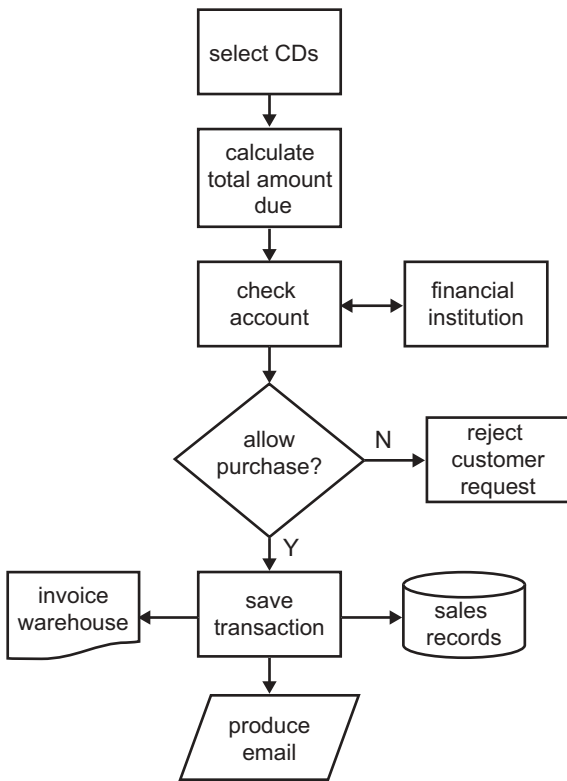 select CDs
calculate
total amount
due
check
account
financial
institution
allow
purchase?
N
reject
customer
request
Y
invoice
warehouse
save
transaction
sales
records
produce
email